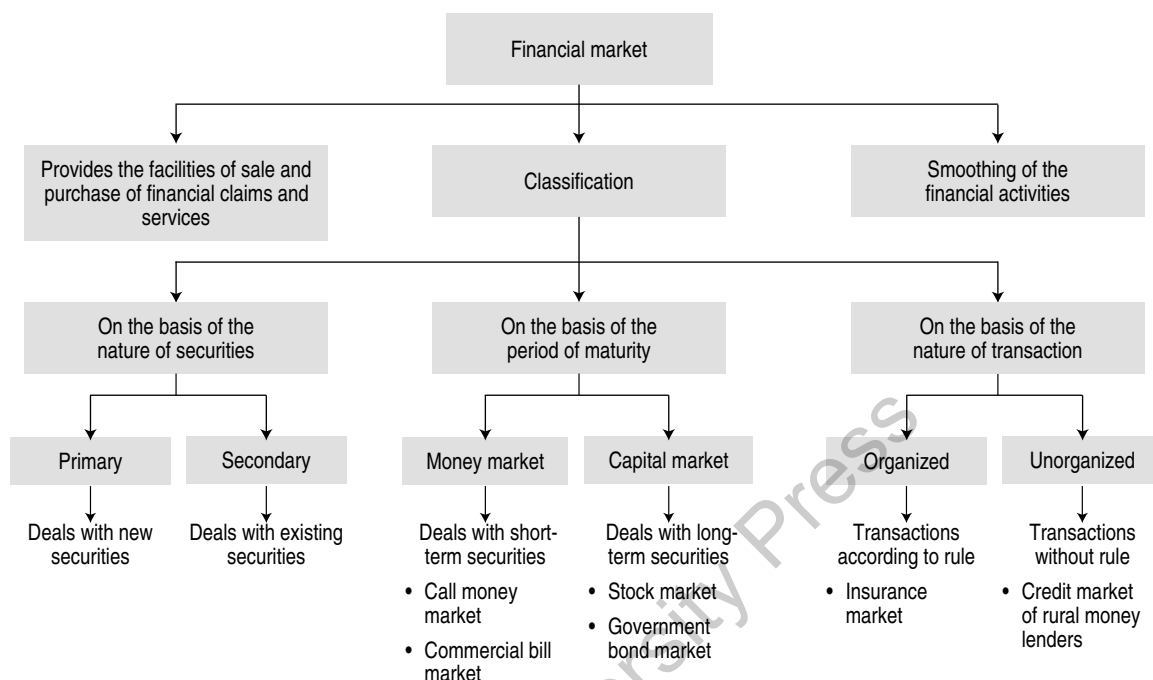 Financial market
Provides the facilities of sale and
purchase of financial claims and
services
Classification
Smoothing of the
financial activities
On the basis of the
nature of securities
On the basis of the
period of maturity
On the basis of the
nature of transaction
Primary
Secondary
Money market
Capital market
Organized
Unorganized
Deals with new
securities
Deals with existing
securities
Deals with short-
term securities
• Call money
market
• Commercial bill
market
Deals with long-
term securities
• Stock market
• Government
bond market
Transactions
according to rule
• Insurance
market
Transactions
without rule
• Credit market
of rural money
lenders
Press